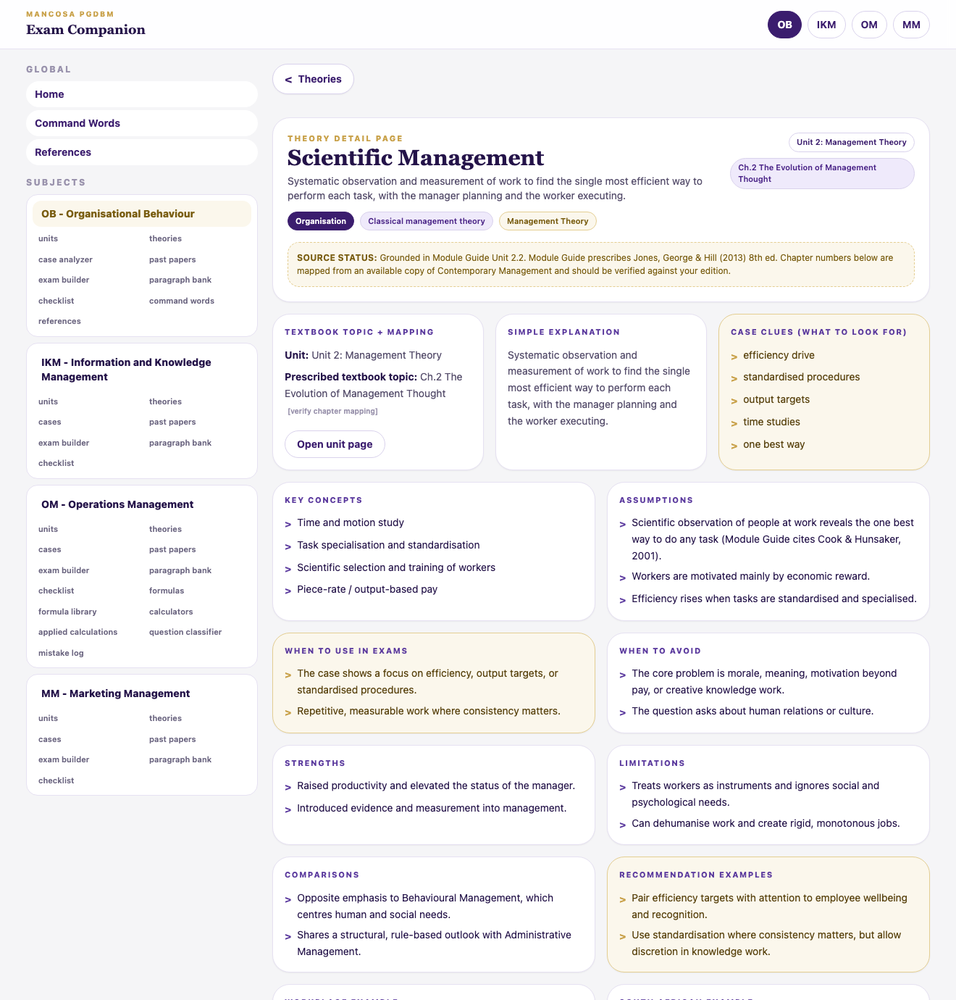 MANCOSA PGDBM
Exam Companion
OB
IKM
OM
MM
GLOBAL
Home
Command Words
References
SUBJECTS
OB - Organisational Behaviour
units
theories
case analyzer
past papers
exam builder
paragraph bank
checklist
command words
references
IKM - Information and Knowledge
Management
units
theories
cases
past papers
exam builder
paragraph bank
checklist
OM - Operations Management
units
theories
cases
past papers
exam builder
paragraph bank
checklist
formulas
formula library
calculators
applied calculations
question classifier
mistake log
MM - Marketing Management
units
theories
cases
past papers
exam builder
paragraph bank
checklist
< Theories
THEORY DETAIL PAGE
Scientific Management
Systematic observation and measurement of work to find the single most efficient way to
perform each task, with the manager planning and the worker executing.
Unit 2: Management Theory
Ch.2 The Evolution of Management
Thought
Organisation
Classical management theory
Management Theory
SOURCE STATUS: Grounded in Module Guide Unit 2.2. Module Guide prescribes Jones, George & Hill (2013) 8th ed. Chapter numbers below are
mapped from an available copy of Contemporary Management and should be verified against your edition.
TEXTBOOK TOPIC + MAPPING
Unit: Unit 2: Management Theory
Prescribed textbook topic: Ch.2 The
Evolution of Management Thought
[verify chapter mapping]
Open unit page
SIMPLE EXPLANATION
Systematic observation and
measurement of work to find the single
most efficient way to perform each
task, with the manager planning and
the worker executing.
CASE CLUES (WHAT TO LOOK FOR)
> efficiency drive
> standardised procedures
> output targets
> time studies
> one best way
KEY CONCEPTS
> Time and motion study
> Task specialisation and standardisation
> Scientific selection and training of workers
> Piece-rate / output-based pay
ASSUMPTIONS
> Scientific observation of people at work reveals the one best
way to do any task (Module Guide cites Cook & Hunsaker,
2001).
> Workers are motivated mainly by economic reward.
> Efficiency rises when tasks are standardised and specialised.
WHEN TO USE IN EXAMS
> The case shows a focus on efficiency, output targets, or
standardised procedures.
> Repetitive, measurable work where consistency matters.
WHEN TO AVOID
> The core problem is morale, meaning, motivation beyond
pay, or creative knowledge work.
> The question asks about human relations or culture.
STRENGTHS
> Raised productivity and elevated the status of the manager.
> Introduced evidence and measurement into management.
LIMITATIONS
> Treats workers as instruments and ignores social and
psychological needs.
> Can dehumanise work and create rigid, monotonous jobs.
COMPARISONS
> Opposite emphasis to Behavioural Management, which
centres human and social needs.
> Shares a structural, rule-based outlook with Administrative
Management.
RECOMMENDATION EXAMPLES
> Pair efficiency targets with attention to employee wellbeing
and recognition.
> Use standardisation where consistency matters, but allow
discretion in knowledge work.